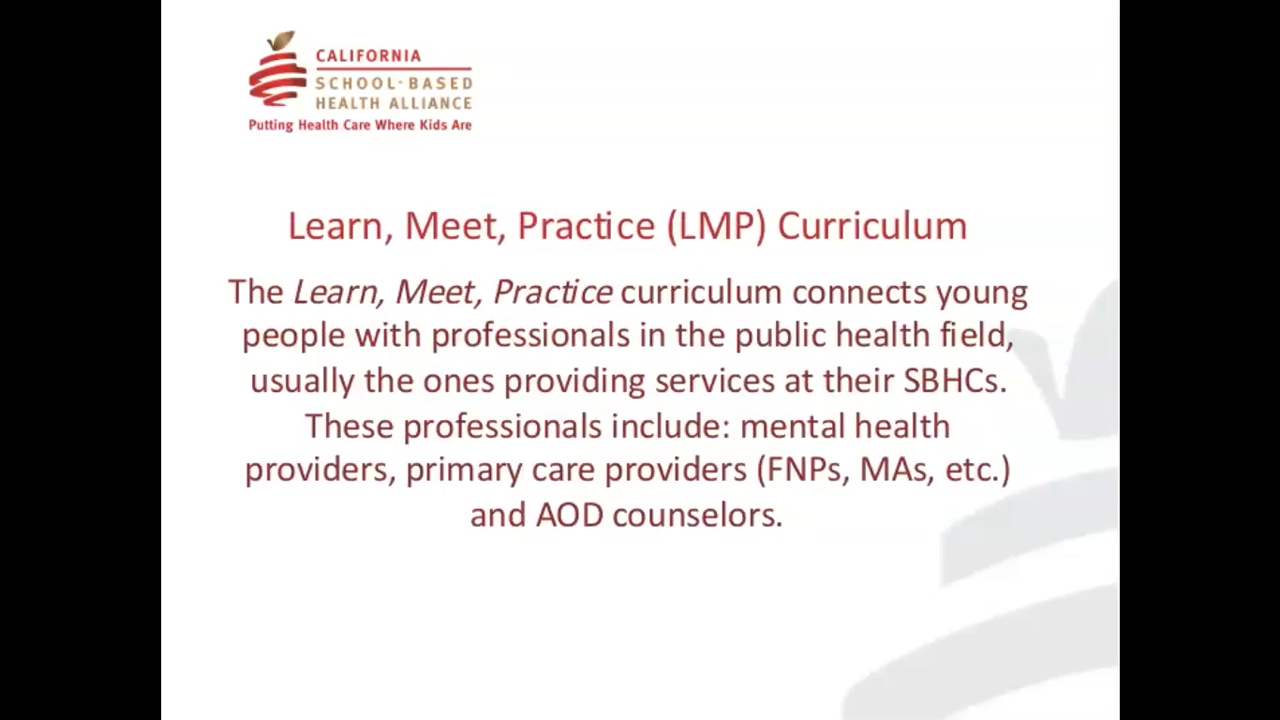 CALIFORNIA
SCHOOL-BASED
HEALTH ALLIANCE
Putting Health Care Where Kids Are
Learn, Meet, Practice (LMP) Curriculum
The Learn, Meet, Practice curriculum connects young
people with professionals in the public health field,
usually the ones providing services at their SBHCs.
These professionals include: mental health
providers, primary care providers (FNPs, MAs, etc.)
and AOD counselors.